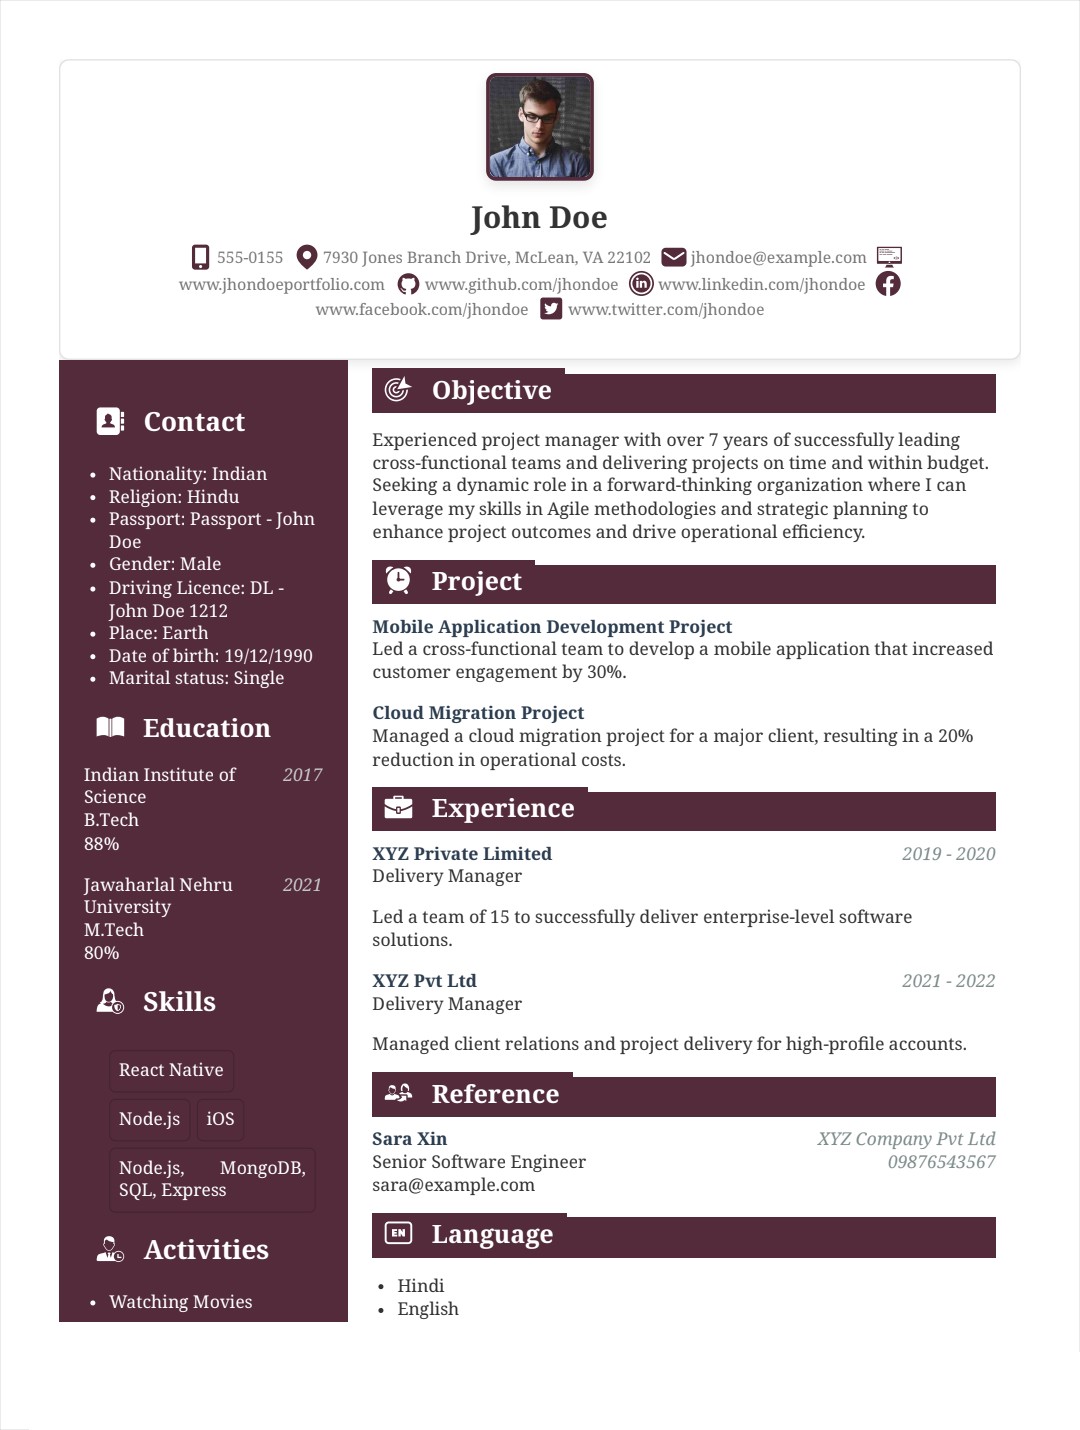 John Doe
555-0155 7930 Jones Branch Drive, McLean, VA 22102 jhondoe@example.com
www.jhondoeportfolio.com www.github.com/jhondoe www.linkedin.com/jhondoe
www.facebook.com/jhondoe www.twitter.com/jhondoe
Contact
• Nationality: Indian
• Religion: Hindu
• Passport: Passport - John
Doe
• Gender: Male
• Driving Licence: DL -
John Doe 1212
• Place: Earth
• Date of birth: 19/12/1990
• Marital status: Single
Education
Indian Institute of 2017
Science
B.Tech
88%
Jawaharlal Nehru 2021
University
M.Tech
80%
Skills
React Native
Node.js iOS
Node.js, MongoDB,
SQL, Express
Activities
• Watching Movies
Objective
Experienced project manager with over 7 years of successfully leading
cross-functional teams and delivering projects on time and within budget.
Seeking a dynamic role in a forward-thinking organization where I can
leverage my skills in Agile methodologies and strategic planning to
enhance project outcomes and drive operational efficiency.
Project
Mobile Application Development Project
Led a cross-functional team to develop a mobile application that increased
customer engagement by 30%.
Cloud Migration Project
Managed a cloud migration project for a major client, resulting in a 20%
reduction in operational costs.
Experience
XYZ Private Limited 2019 - 2020
Delivery Manager
Led a team of 15 to successfully deliver enterprise-level software
solutions.
XYZ Pvt Ltd 2021 - 2022
Delivery Manager
Managed client relations and project delivery for high-profile accounts.
Reference
Sara Xin XYZ Company Pvt Ltd
Senior Software Engineer 09876543567
sara@example.com
EN Language
• Hindi
• English